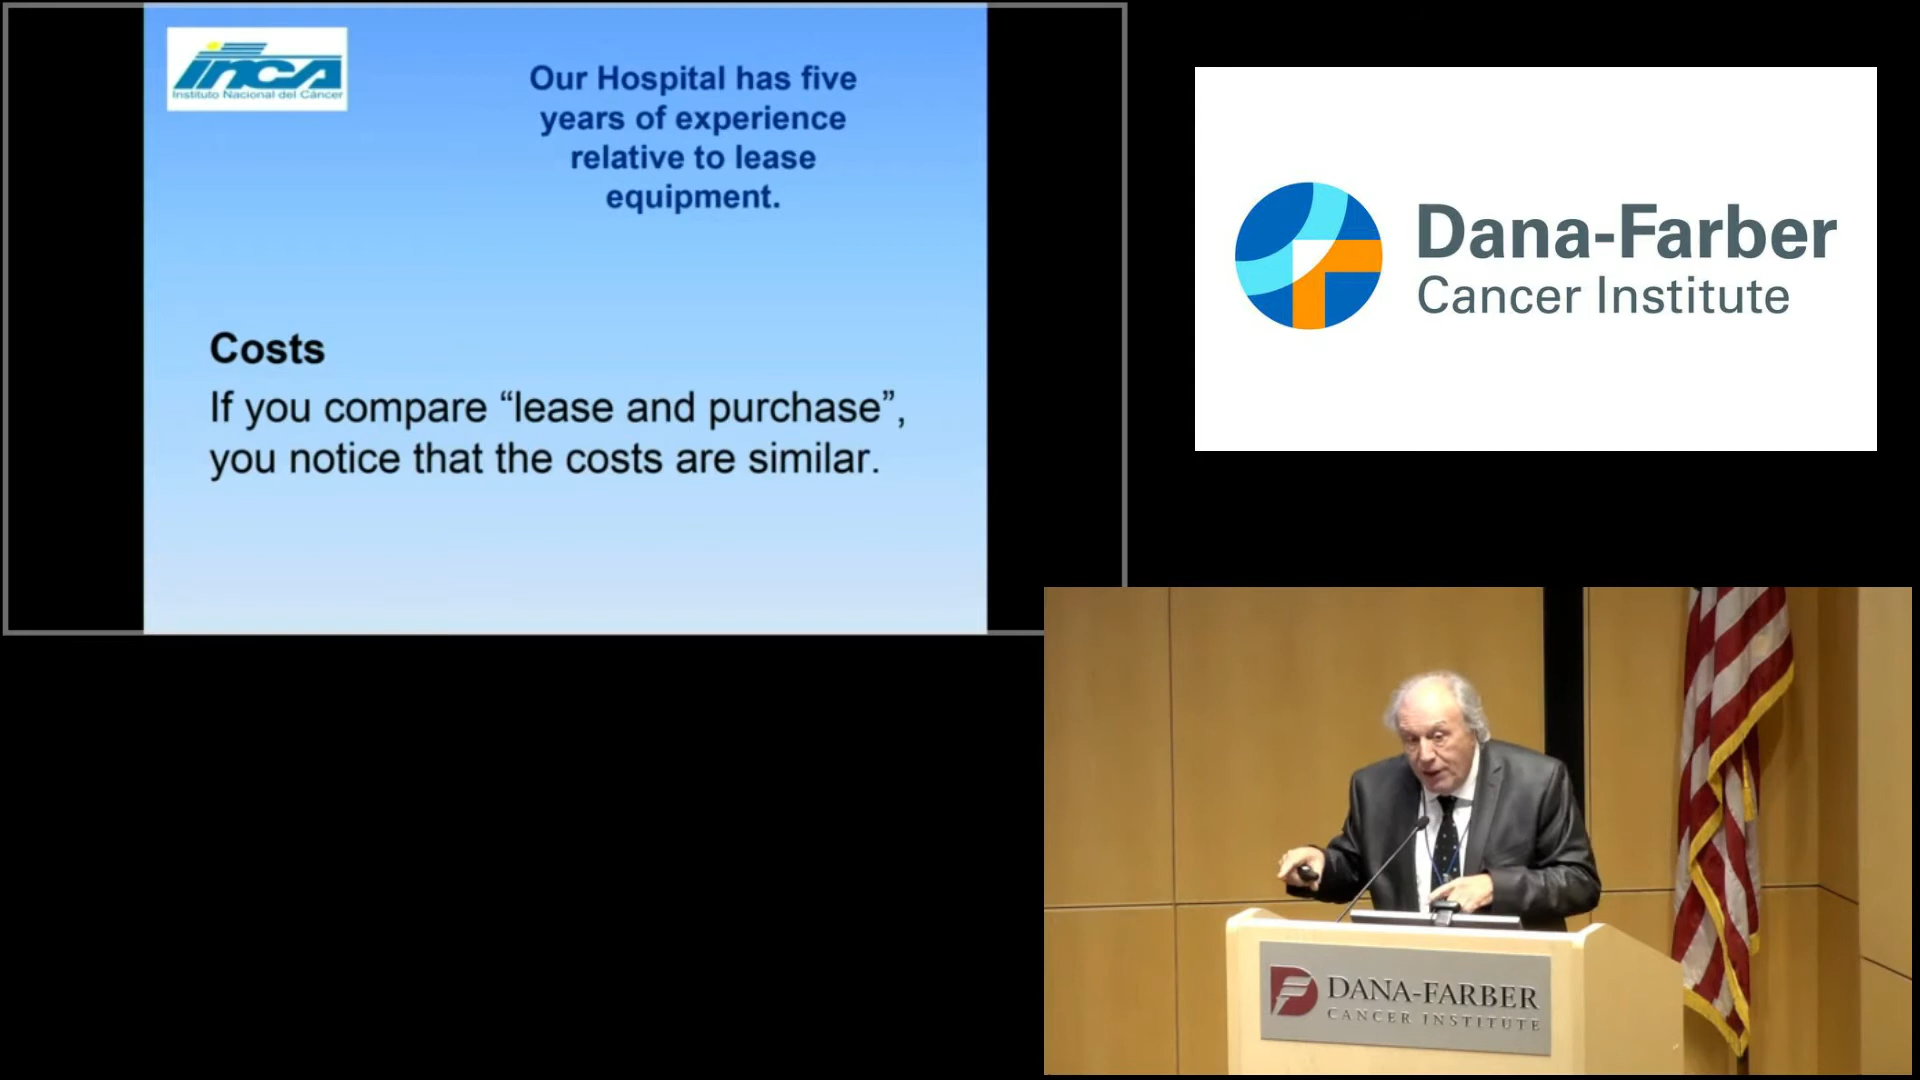 INCA
Instituto Nacional del Cáncer
Our Hospital has five
years of experience
relative to lease
equipment.
Costs
If you compare “lease and purchase”,
you notice that the costs are similar.
Dana-Farber
Cancer Institute
DANA-FARBER
CANCER INSTITUTE